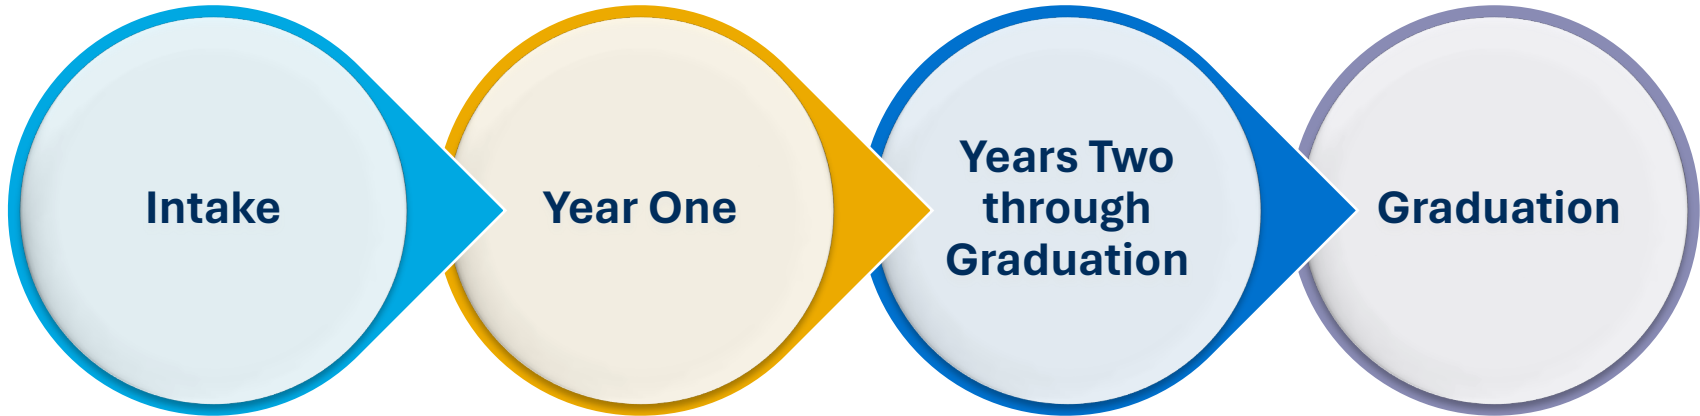 Intake
Year One
Years Two
through
Graduation
Graduation